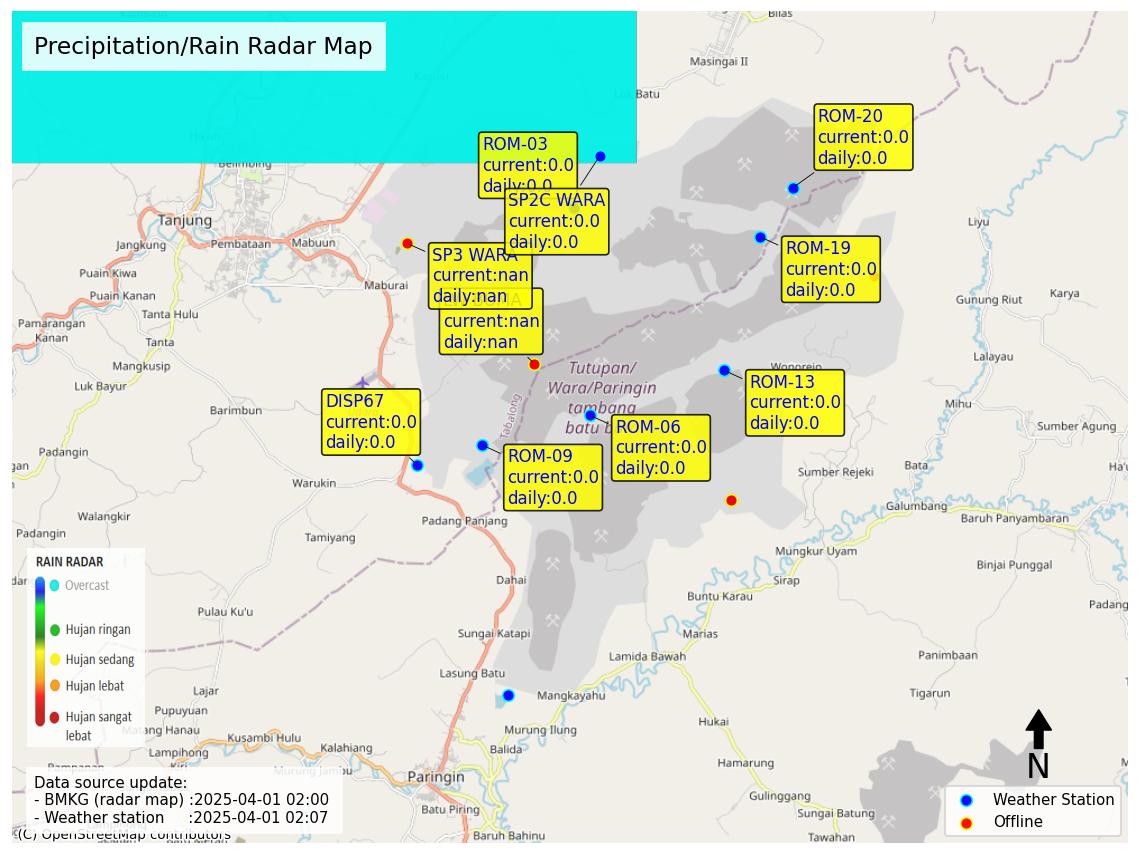 Precipitation/Rain Radar Map
Bilas
Masingai II
Batu
Belimbing
ROM-20
current:0.0
daily:0.0
ROM-03
current:0.0
daily:0.0
SP2C WARA
current:0.0
daily:0.0
Tanjung
Jangkung
Pembataan
Mabuun
Liyu
SP3 WARA
current:nan
daily:nan
ROM-19
current:0.0
daily:0.0
Puain Kiwa
Maburai
Puain Kanan
Tanta Hulu
Gunung Riut
Karya
current:nan
daily:nan
Pamarangan
Kanan
Tanta
Mangkusip
Lalayau
Luk Bayur
Tutupan/
Wara/Paringin
tambang
batu
Tabalong
Wonorejo
ROM-13
current:0.0
daily:0.0
DISP67
current:0.0
daily:0.0
Barimbun
Mihu
ROM-06
current:0.0
daily:0.0
Sumber Agung
Padangin
ROM-09
current:0.0
daily:0.0
Bata
Sumber Rejeki
Warukin
Galumbang
Walangkir
Padang Panjang
Baruh Panyambaran
Padangin
Tamiyang
Mungkur Uyam
Binjai Punggal
RAIN RADAR
Overcast
Hujan ringan
Hujan sedang
Hujan lebat
Hujan sangat
lebat
Dahai
Sirap
Buntu Karau
Padang
Pulau Ku'u
Sungai Katapi
Marias
Lamida Bawah
Panimbaan
Lasung Batu
Lajar
Mangkayahu
Tigarun
Pupuyuan
Matang Hanau
Hukai
Murung Ilung
Kusambi Hulu
Lampihong
Kalahiang
Balida
Hamarung
N
Murung Jambu
Paringin
Gulinggang
Data source update:
- BMKG (radar map) :2025-04-01 02:00
- Weather station :2025-04-01 02:07
Batu Piring
Sungai Batung
Weather Station
Offline
(C) OpenStreetMap contributors
Baruh Bahinu
Tawahan